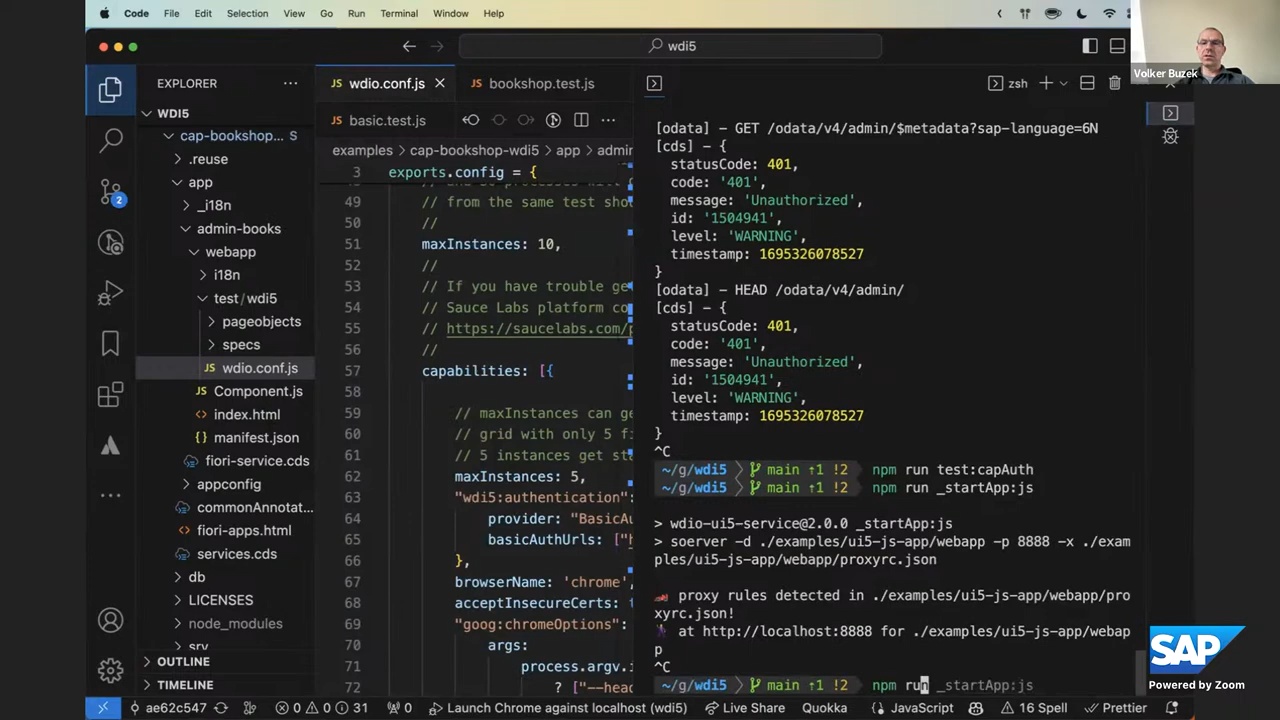 Code File Edit Selection View Go Run Terminal Window Help
wdi5
Volker Buzek
EXPLORER
WDI5
cap-bookshop... S
.reuse
app
_i18n
admin-books
webapp
i18n
test/wdi5
pageobjects
specs
JS wdio.conf.js
JS Component.js
index.html
manifest.json
fiori-service.cds
appconfig
commonAnnotat...
fiori-apps.html
services.cds
db
LICENSES
node_modules
srv
OUTLINE
TIMELINE
2
JS wdio.conf.js JS bookshop.test.js
JS basic.test.js
examples > cap-bookshop-wdi5 > app > admin
3 exports.config = {
49 // from the same test shou
50 //
51 maxInstances: 10,
52 //
53 // If you have trouble ge
54 // Sauce Labs platform co
55 // https://saucelabs.com/p
56 //
57 capabilities: [{
58
59 // maxInstances can ge
60 // grid with only 5 fi
61 // 5 instances get sta
62 maxInstances: 5,
63 "wdi5:authentication":
64 provider: "BasicAu
65 basicAuthUrls: ["h
66 },
67 browserName: 'chrome',
68 acceptInsecureCerts: t
69 "goog:chromeOptions":
70 args:
71 process.argv.i
72 ? ["--head
zsh
[odata] - GET /odata/v4/admin/$metadata?sap-language=6N
[cds] - {
statusCode: 401,
code: '401',
message: 'Unauthorized',
id: '1504941',
level: 'WARNING',
timestamp: 1695326078527
}
[odata] - HEAD /odata/v4/admin/
[cds] - {
statusCode: 401,
code: '401',
message: 'Unauthorized',
id: '1504941',
level: 'WARNING',
timestamp: 1695326078527
}
^C
~/g/wdi5 main ⇡1 !2 npm run test:capAuth
~/g/wdi5 main ⇡1 !2 npm run _startApp:js
> wdio-ui5-service@2.0.0 _startApp:js
> soerver -d ./examples/ui5-js-app/webapp -p 8888 -x ./exam
ples/ui5-js-app/webapp/proxyrc.json
proxy rules detected in ./examples/ui5-js-app/webapp/pro
xyrc.json!
at http://localhost:8888 for ./examples/ui5-js-app/webap
p
^C
~/g/wdi5 main ⇡1 !2 npm run _startApp:js
SAP
Powered by Zoom
ae62c547 0 0 31 0 Launch Chrome against localhost (wdi5) Live Share Quokka JavaScript 16 Spell Prettier